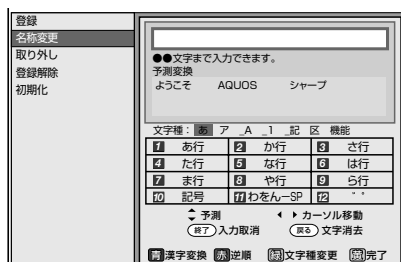 登録
名称変更
取り外し
登録解除
初期化
●●文字まで入力できます。
予測変換
ようこそ AQUOS シャープ
文字種： あ ア _A _1 _記 区 機能
1 あ行 2 か行 3 さ行
4 た行 5 な行 6 は行
7 ま行 8 や行 9 ら行
10 記号 11 わをん−SP 12 ゛゜
予測 カーソル移動
終了 入力取消 戻る 文字消去
青 漢字変換 赤 逆順 緑 文字種変更 黄 完了